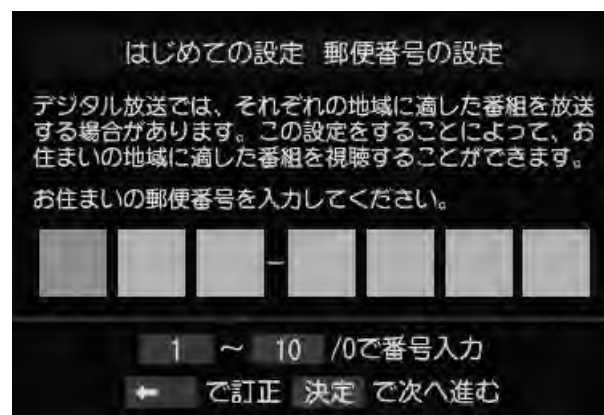 はじめての設定 郵便番号の設定
デジタル放送では、それぞれの地域に適した番組を放送
する場合があります。この設定をすることによって、お
住まいの地域に適した番組を視聴することができます。
お住まいの郵便番号を入力してください。
-
1 ～ 10 /0で番号入力
← で訂正 決定 で次へ進む